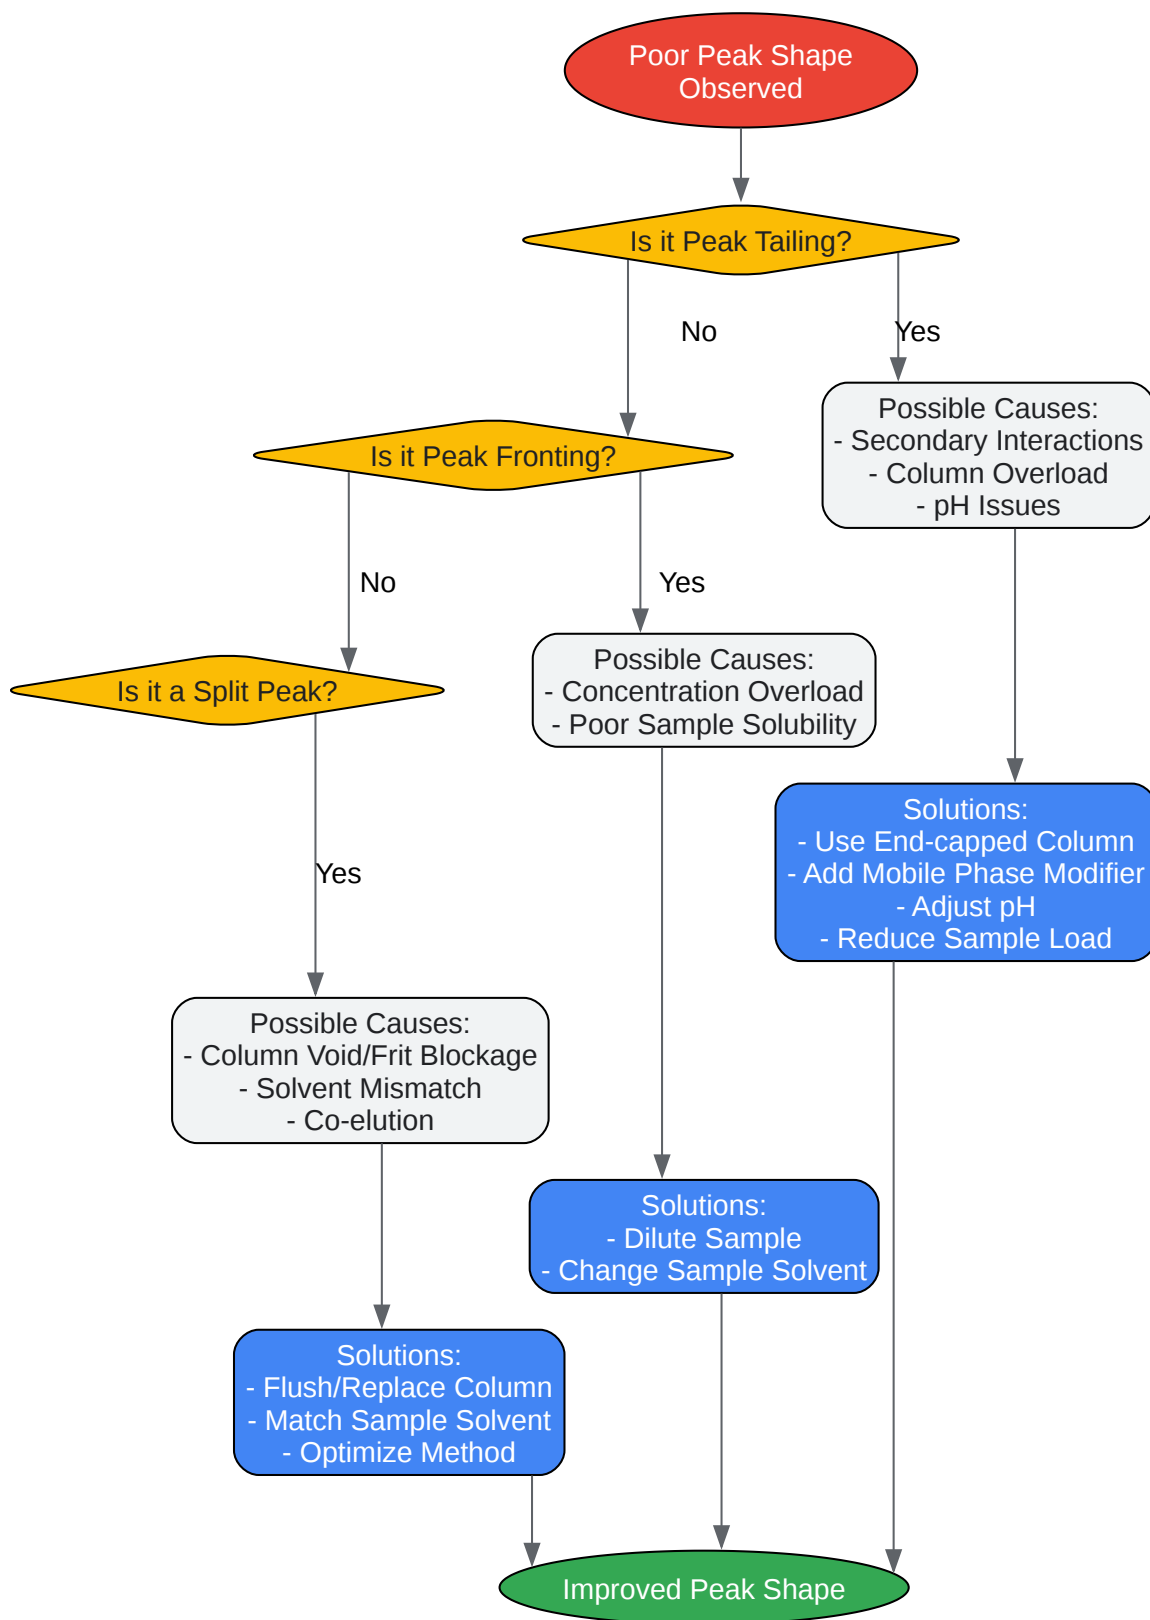 Poor Peak Shape
Observed
Is it Peak Tailing?
No
Yes
Possible Causes:
- Secondary Interactions
- Column Overload
- pH Issues
Is it Peak Fronting?
No
Yes
Possible Causes:
- Concentration Overload
- Poor Sample Solubility
Is it a Split Peak?
Solutions:
- Use End-capped Column
- Add Mobile Phase Modifier
- Adjust pH
- Reduce Sample Load
Yes
Possible Causes:
- Column Void/Frit Blockage
- Solvent Mismatch
- Co-elution
Solutions:
- Dilute Sample
- Change Sample Solvent
Solutions:
- Flush/Replace Column
- Match Sample Solvent
- Optimize Method
Improved Peak Shape